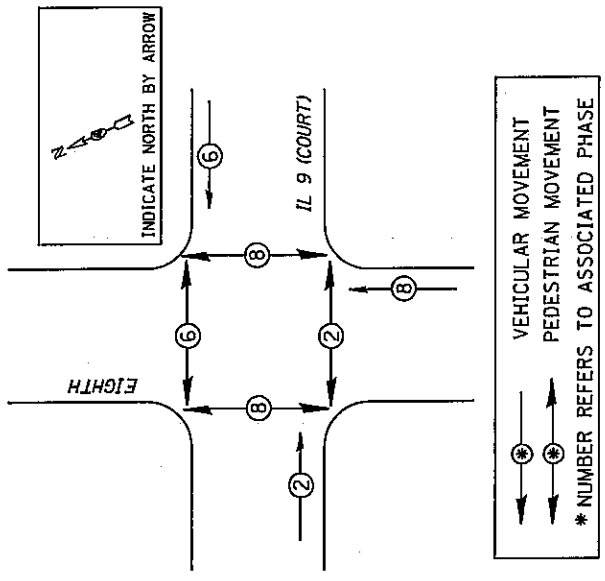 N
INDICATE NORTH BY ARROW
EIGHTH
6
IL 9 (COURT)
6
8
8
2
2
8
VEHICULAR MOVEMENT
PEDESTRIAN MOVEMENT
* NUMBER REFERS TO ASSOCIATED PHASE
*
*